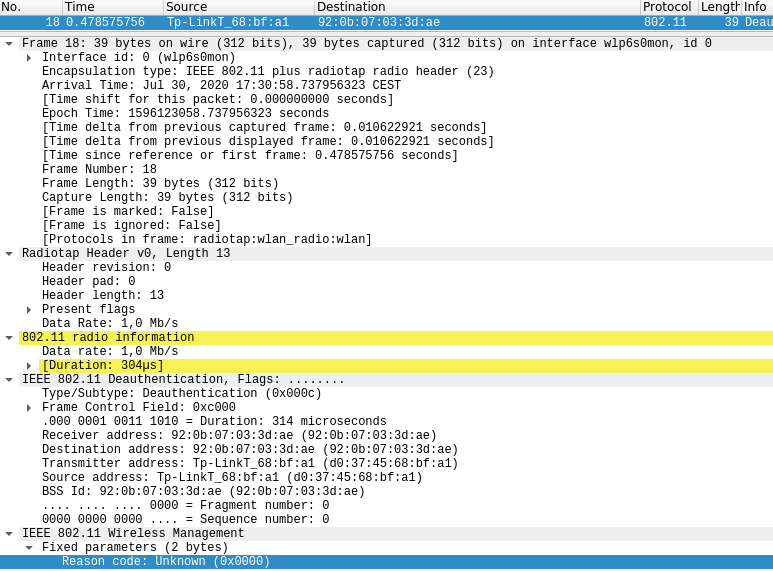 No. Time Source Destination Protocol Length Info
18 0.478575756 Tp-LinkT_68:bf:a1 92:0b:07:03:3d:ae 802.11 39 Deau
Frame 18: 39 bytes on wire (312 bits), 39 bytes captured (312 bits) on interface wlp6s0mon, id 0
Interface id: 0 (wlp6s0mon)
Encapsulation type: IEEE 802.11 plus radiotap radio header (23)
Arrival Time: Jul 30, 2020 17:30:58.737956323 CEST
[Time shift for this packet: 0.000000000 seconds]
Epoch Time: 1596123058.737956323 seconds
[Time delta from previous captured frame: 0.010622921 seconds]
[Time delta from previous displayed frame: 0.010622921 seconds]
[Time since reference or first frame: 0.478575756 seconds]
Frame Number: 18
Frame Length: 39 bytes (312 bits)
Capture Length: 39 bytes (312 bits)
[Frame is marked: False]
[Frame is ignored: False]
[Protocols in frame: radiotap:wlan_radio:wlan]
Radiotap Header v0, Length 13
Header revision: 0
Header pad: 0
Header length: 13
Present flags
Data Rate: 1,0 Mb/s
802.11 radio information
Data rate: 1,0 Mb/s
[Duration: 304µs]
IEEE 802.11 Deauthentication, Flags: ........
Type/Subtype: Deauthentication (0x000c)
Frame Control Field: 0xc000
.000 0001 0011 1010 = Duration: 314 microseconds
Receiver address: 92:0b:07:03:3d:ae (92:0b:07:03:3d:ae)
Destination address: 92:0b:07:03:3d:ae (92:0b:07:03:3d:ae)
Transmitter address: Tp-LinkT_68:bf:a1 (d0:37:45:68:bf:a1)
Source address: Tp-LinkT_68:bf:a1 (d0:37:45:68:bf:a1)
BSS Id: 92:0b:07:03:3d:ae (92:0b:07:03:3d:ae)
.... .... .... 0000 = Fragment number: 0
0000 0000 0000 .... = Sequence number: 0
IEEE 802.11 Wireless Management
Fixed parameters (2 bytes)
Reason code: Unknown (0x0000)